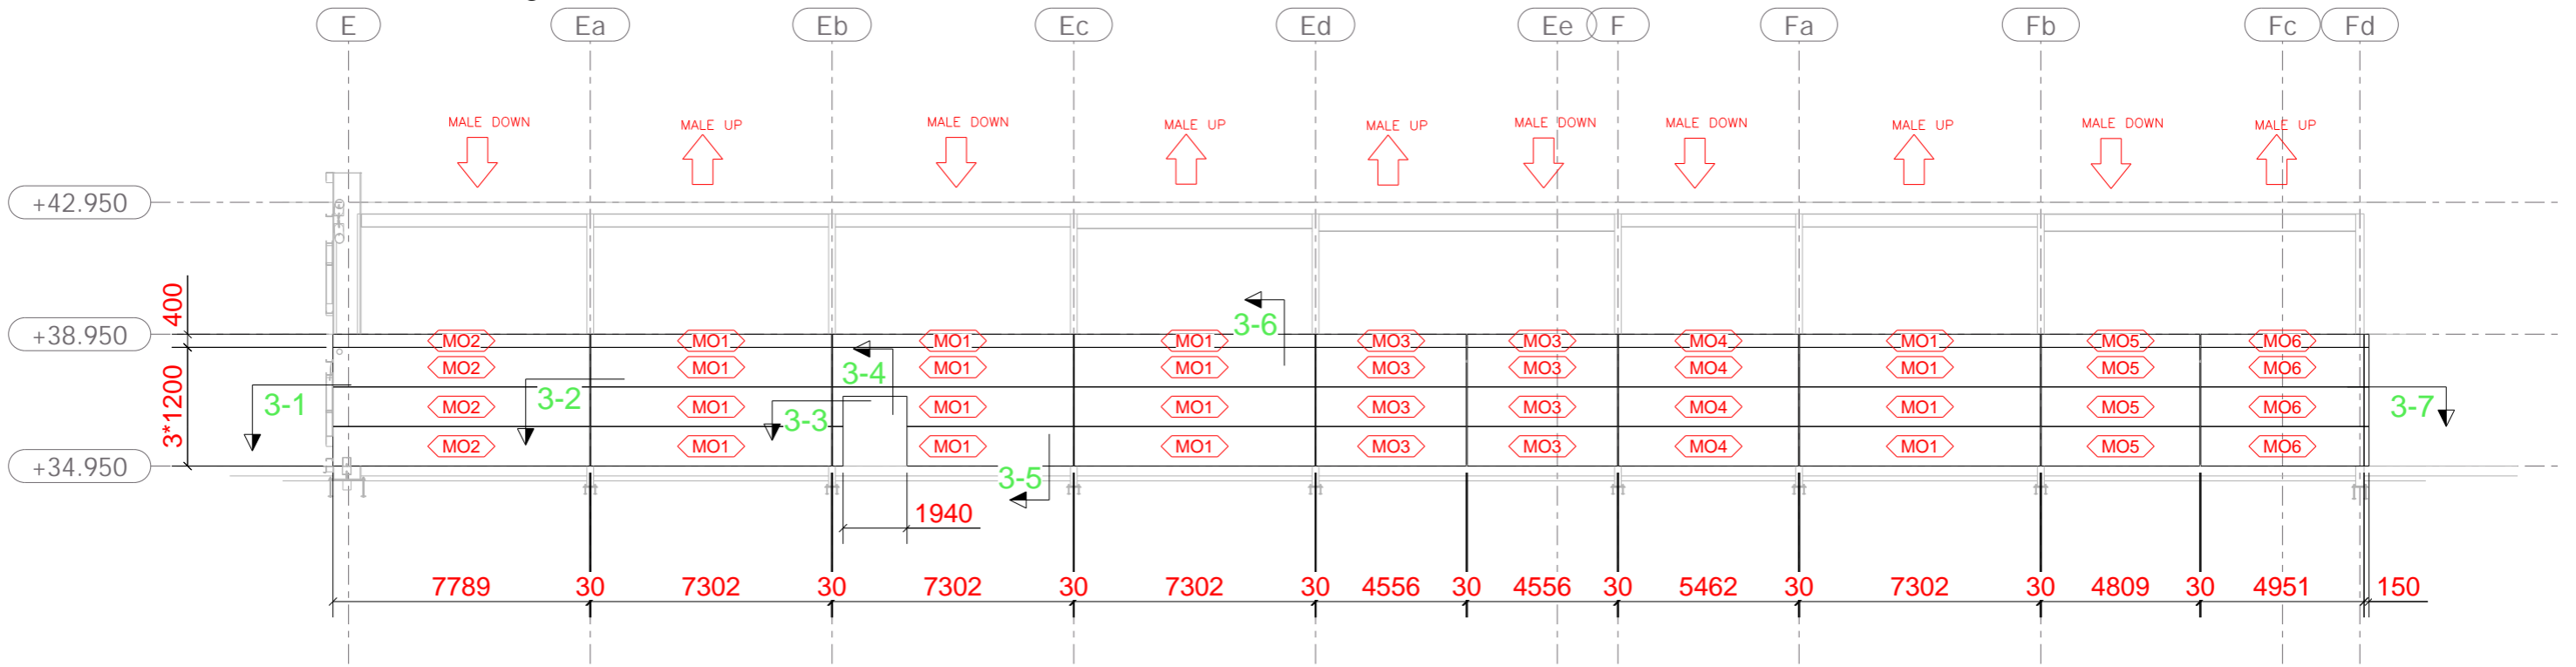 E Ea Eb Ec Ed Ee F Fa Fb Fc Fd
MALE DOWN MALE UP MALE DOWN MALE UP MALE UP MALE DOWN MALE DOWN MALE UP MALE DOWN MALE UP
+42.950
400
3-6
+38.950
MO2 MO1 MO1 MO1 MO3 MO3 MO4 MO1 MO5 MO6
MO2 MO1 MO1 MO1 MO3 MO3 MO4 MO1 MO5 MO6
3-4
3*1200
3-1 3-2 3-3 3-7
MO2 MO1 MO1 MO1 MO3 MO3 MO4 MO1 MO5 MO6
MO2 MO1 MO1 MO1 MO3 MO3 MO4 MO1 MO5 MO6
+34.950
3-5
1940
7789 30 7302 30 7302 30 7302 30 4556 30 4556 30 5462 30 7302 30 4809 30 4951 150